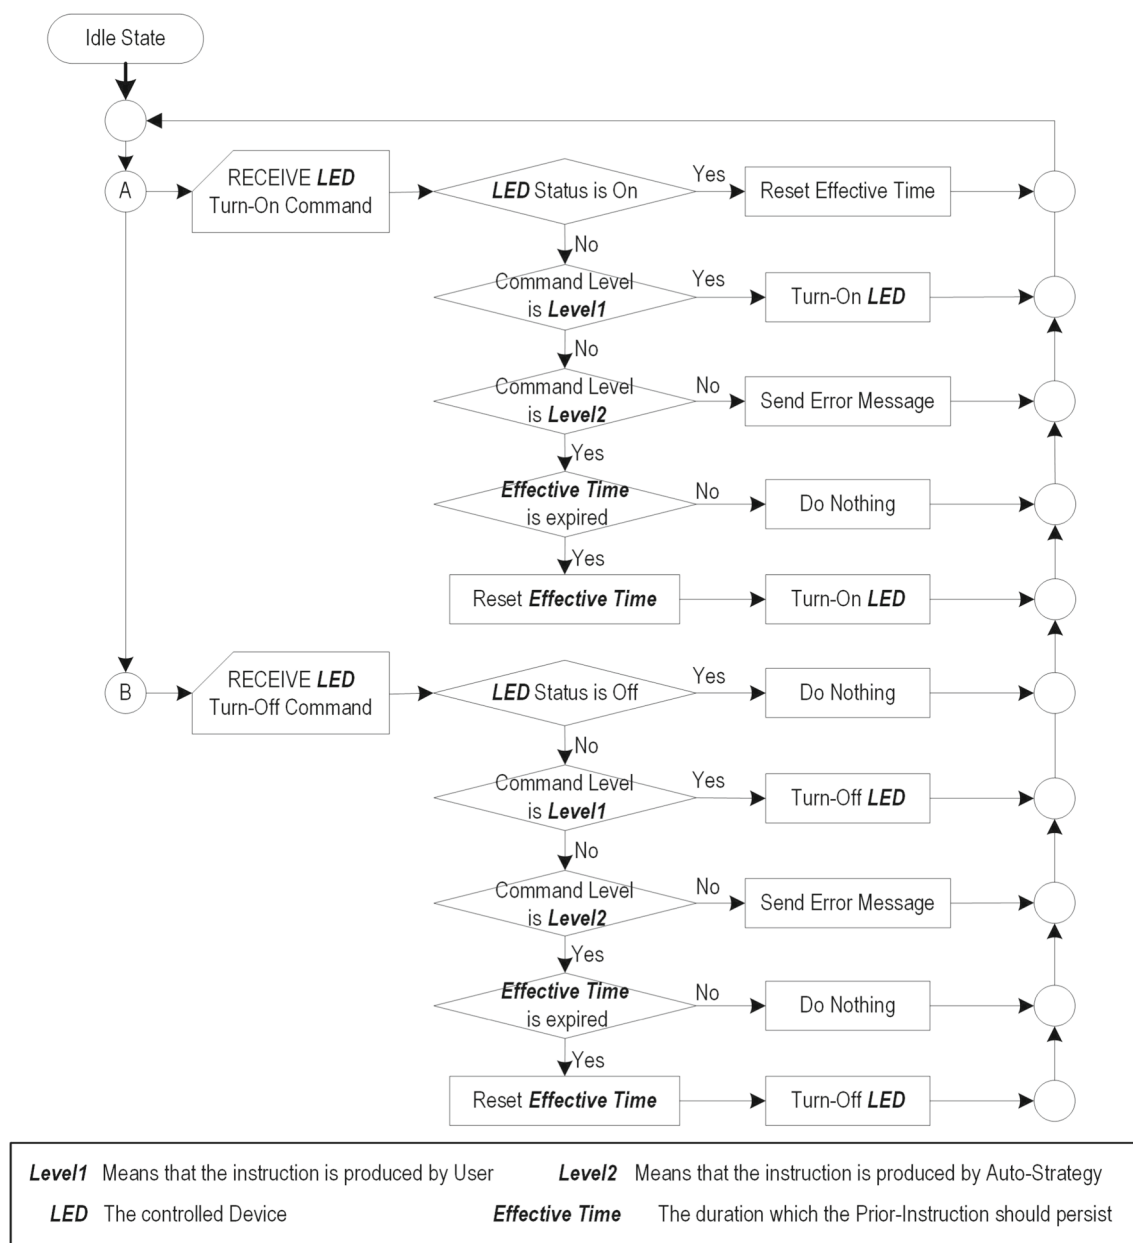 Idle State
A
RECEIVE LED
Turn-On Command
LED Status is On
Yes
Reset Effective Time
No
Command Level
is Level1
Yes
Turn-On LED
No
Command Level
is Level2
No
Send Error Message
Yes
Effective Time
is expired
No
Do Nothing
Yes
Reset Effective Time
Turn-On LED
B
RECEIVE LED
Turn-Off Command
LED Status is Off
Yes
Do Nothing
No
Command Level
is Level1
Yes
Turn-Off LED
No
Command Level
is Level2
No
Send Error Message
Yes
Effective Time
is expired
No
Do Nothing
Yes
Reset Effective Time
Turn-Off LED
Level1 Means that the instruction is produced by User
Level2 Means that the instruction is produced by Auto-Strategy
LED The controlled Device
Effective Time The duration which the Prior-Instruction should persist